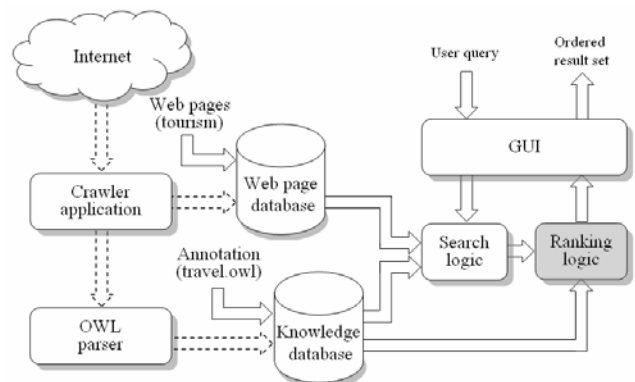 Internet
User query
Ordered
result set
Web pages
(tourism)
GUI
Crawler
application
Web page
database
Search
logic
Ranking
logic
Annotation
(travel.owl)
OWL
parser
Knowledge
database